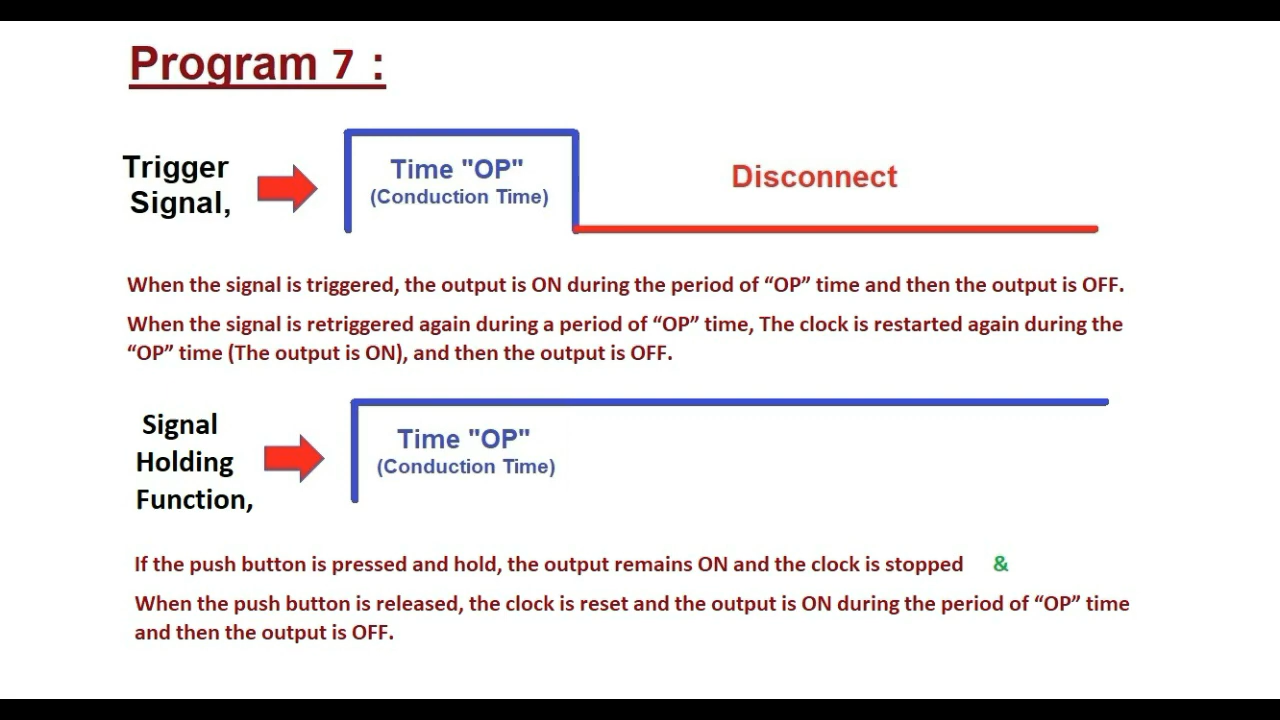 Program 7 :
Trigger
Signal,
Time "OP"
(Conduction Time)
Disconnect
When the signal is triggered, the output is ON during the period of “OP” time and then the output is OFF.
When the signal is retriggered again during a period of “OP” time, The clock is restarted again during the
“OP” time (The output is ON), and then the output is OFF.
Signal
Holding
Function,
Time "OP"
(Conduction Time)
If the push button is pressed and hold, the output remains ON and the clock is stopped &
When the push button is released, the clock is reset and the output is ON during the period of “OP” time
and then the output is OFF.